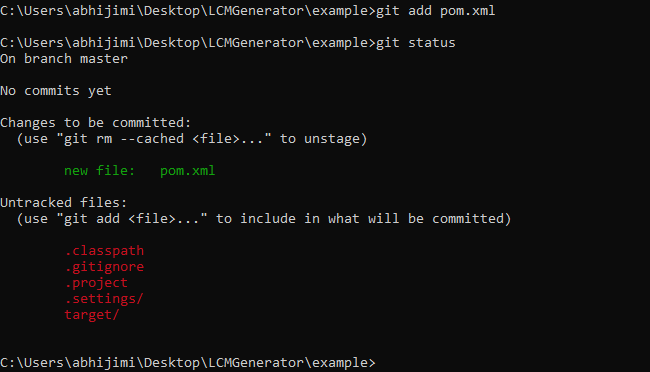 C:\Users\abhijimi\Desktop\LCMGenerator\example>git add pom.xml
C:\Users\abhijimi\Desktop\LCMGenerator\example>git status
On branch master
No commits yet
Changes to be committed:
  (use "git rm --cached <file>..." to unstage)
        new file:   pom.xml
Untracked files:
  (use "git add <file>..." to include in what will be committed)
        .classpath
        .gitignore
        .project
        .settings/
        target/
C:\Users\abhijimi\Desktop\LCMGenerator\example>